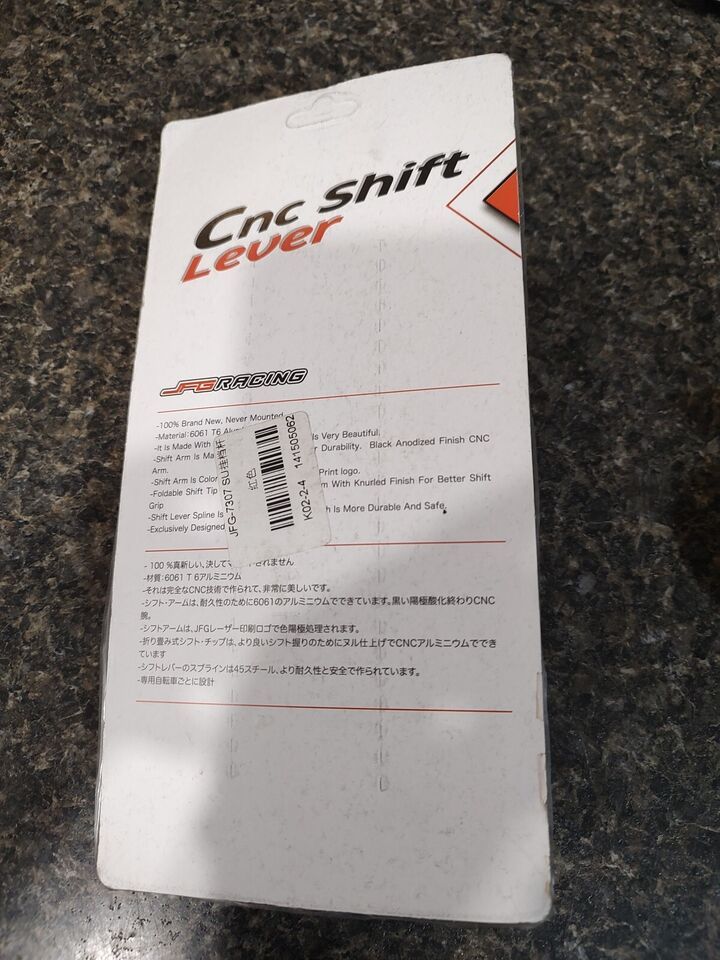 Cnc Shift
Lever
JFG RACING
-100% Brand New, Never Mounted
-Material: 6061 T6
-It Is Made With Is Very Beautiful.
-Shift Arm Is Durability. Black Anodized Finish CNC
Arm.
-Shift Arm Is Print logo.
-Foldable Shift Tip With Knurled Finish For Better Shift
Grip
-Shift Lever Spline Is Is More Durable And Safe.
-Exclusively Designed
JFG-7307 SU挂档杆
红色
K02-2-4 141505062
- 100 %真新しい、決して されません
-材質：6061 T 6アルミニウム
-それは完全なCNC技術で作られて、非常に美しいです。
-シフト・アームは、耐久性のために6061のアルミニウムでできています。黒い陽極酸化終わりCNC
腕。
-シフトアームは、JFGレーザー印刷ロゴで色陽極処理されます。
-折り畳み式シフト・チップは、より良いシフト握りのためにヌル仕上げでCNCアルミニウムででき
ています
-シフトレバーのスプラインは45スチール、より耐久性と安全で作られています。
-専用自転車ごとに設計